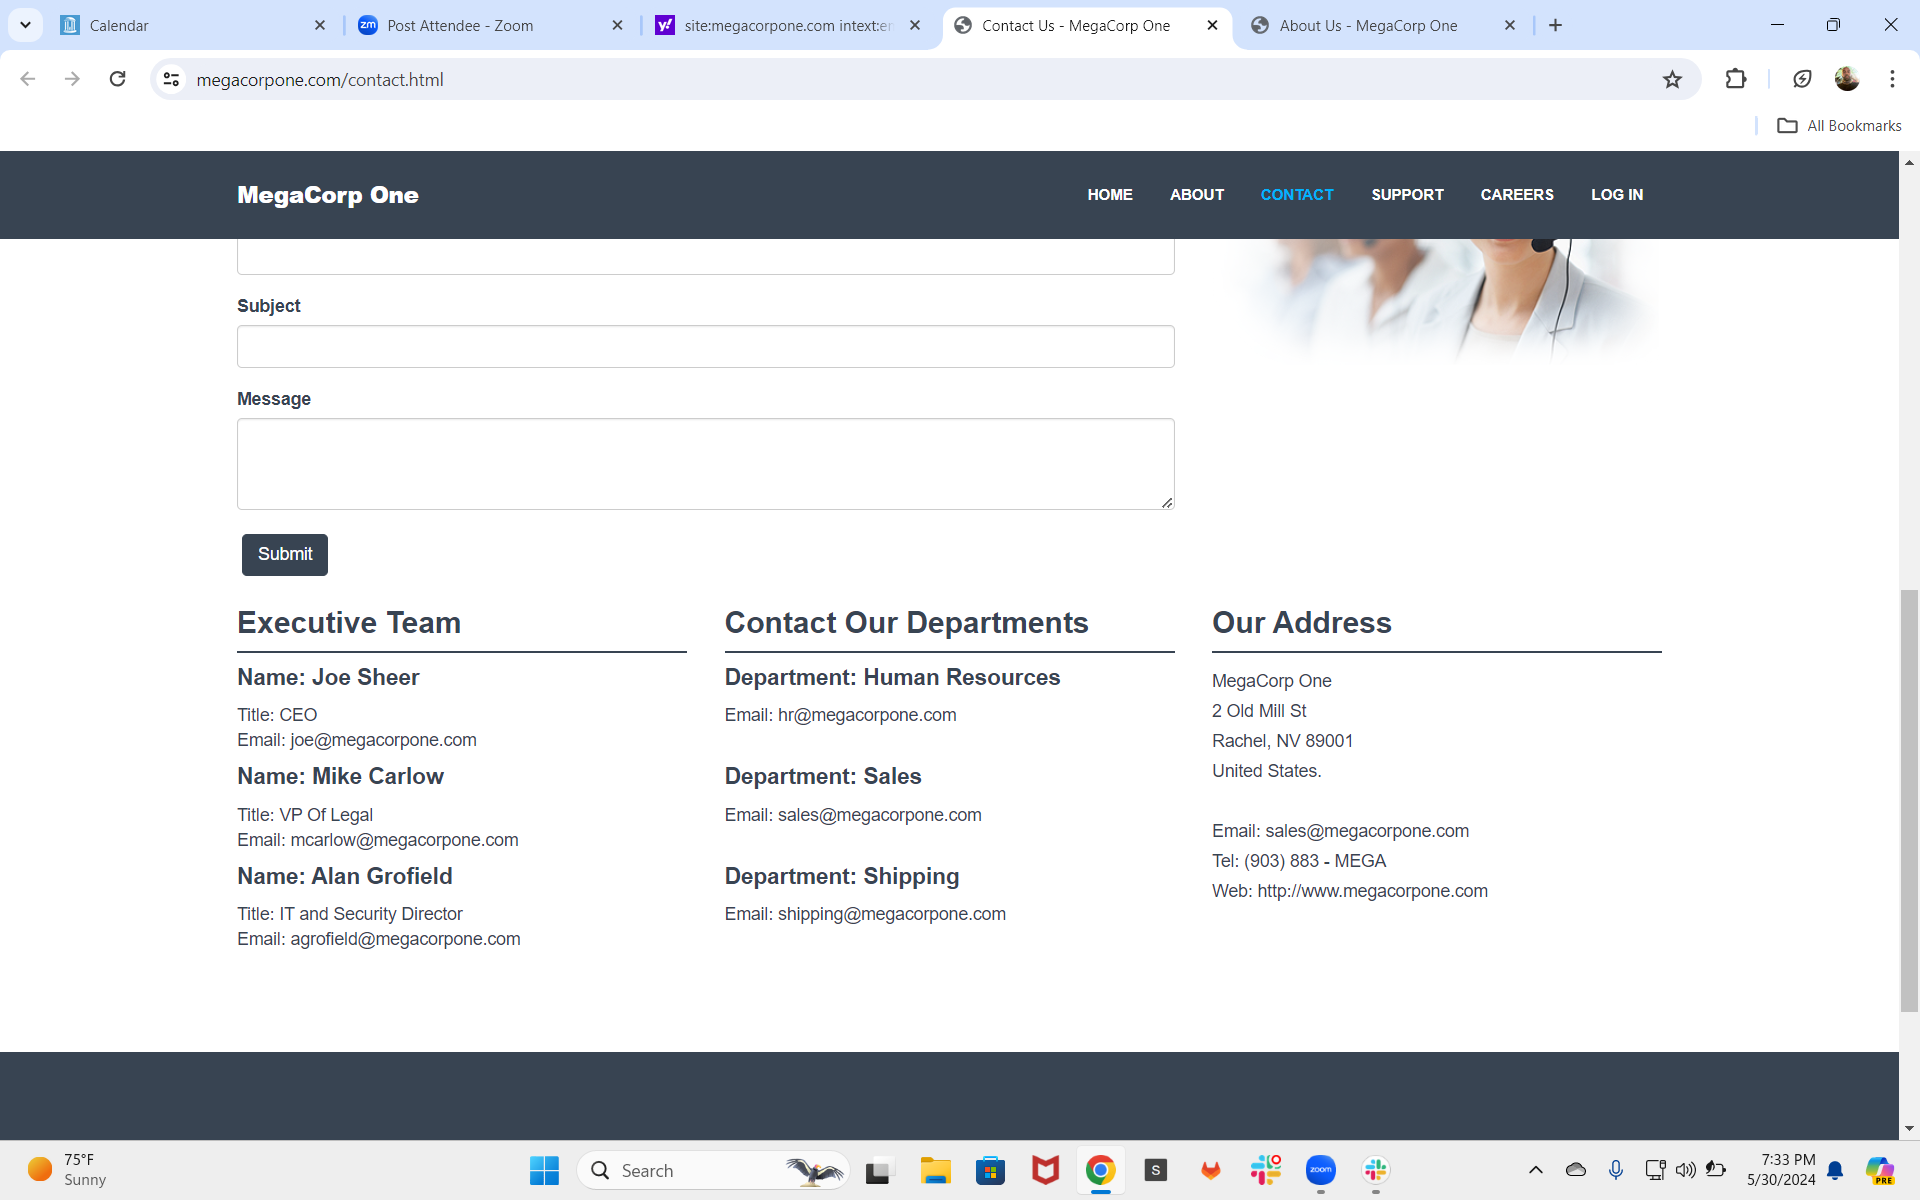 Calendar
Post Attendee - Zoom
site:megacorpone.com intext:en
Contact Us - MegaCorp One
About Us - MegaCorp One
megacorpone.com/contact.html
All Bookmarks
MegaCorp One
HOME ABOUT CONTACT SUPPORT CAREERS LOG IN
Subject
Message
Submit
Executive Team
Name: Joe Sheer
Title: CEO
Email: joe@megacorpone.com
Name: Mike Carlow
Title: VP Of Legal
Email: mcarlow@megacorpone.com
Name: Alan Grofield
Title: IT and Security Director
Email: agrofield@megacorpone.com
Contact Our Departments
Department: Human Resources
Email: hr@megacorpone.com
Department: Sales
Email: sales@megacorpone.com
Department: Shipping
Email: shipping@megacorpone.com
Our Address
MegaCorp One
2 Old Mill St
Rachel, NV 89001
United States.
Email: sales@megacorpone.com
Tel: (903) 883 - MEGA
Web: http://www.megacorpone.com
75°F
Sunny
Search
S
zoom
7:33 PM
5/30/2024
PRE